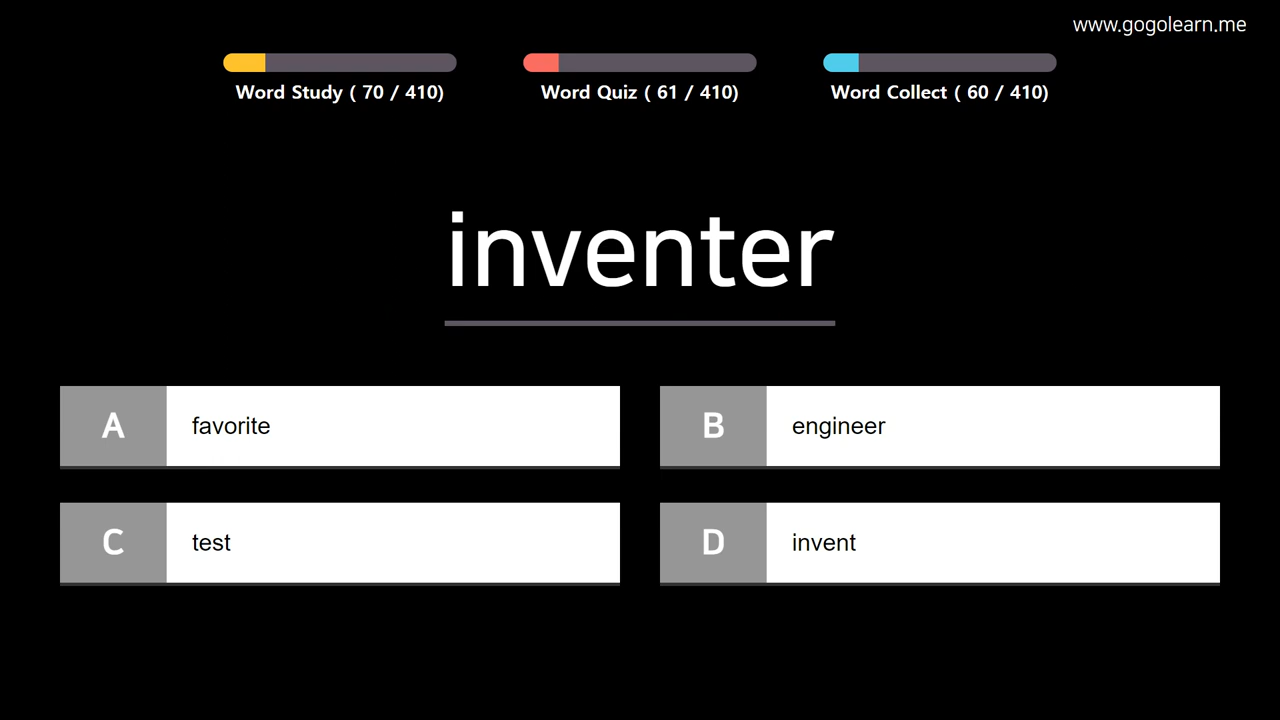 www.gogolearn.me
Word Study ( 70 / 410)
Word Quiz ( 61 / 410)
Word Collect ( 60 / 410)
inventer
A favorite
B engineer
C test
D invent